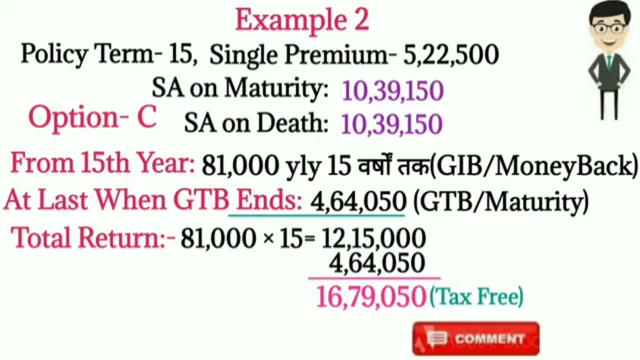 Example 2
Policy Term- 15, Single Premium- 5,22,500
SA on Maturity: 10,39,150
Option- C SA on Death: 10,39,150
From 15th Year: 81,000 yly 15 वर्षों तक(GIB/MoneyBack)
At Last When GTB Ends: 4,64,050 (GTB/Maturity)
Total Return:- 81,000 × 15= 12,15,000
4,64,050
16,79,050(Tax Free)
COMMENT